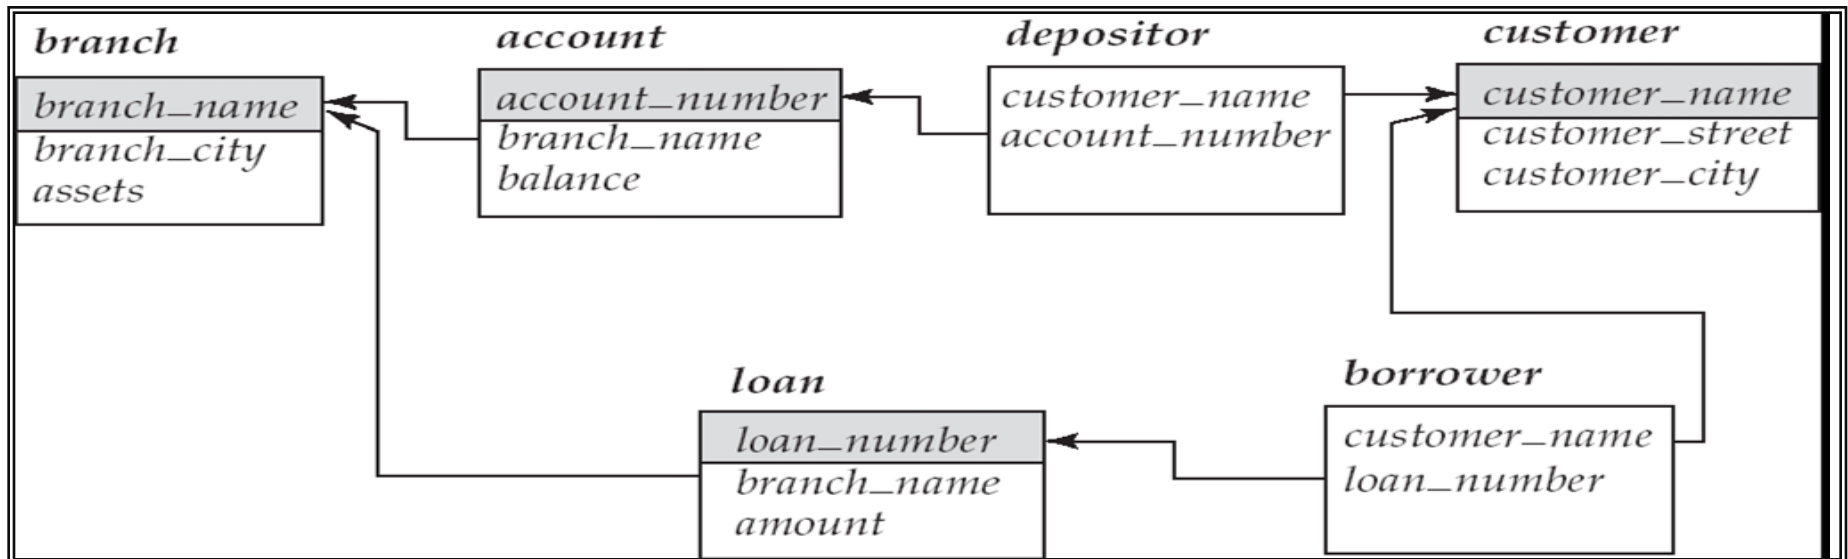 branch
branch_name
branch_city
assets
account
account_number
branch_name
balance
depositor
customer_name
account_number
customer
customer_name
customer_street
customer_city
loan
loan_number
branch_name
amount
borrower
customer_name
loan_number